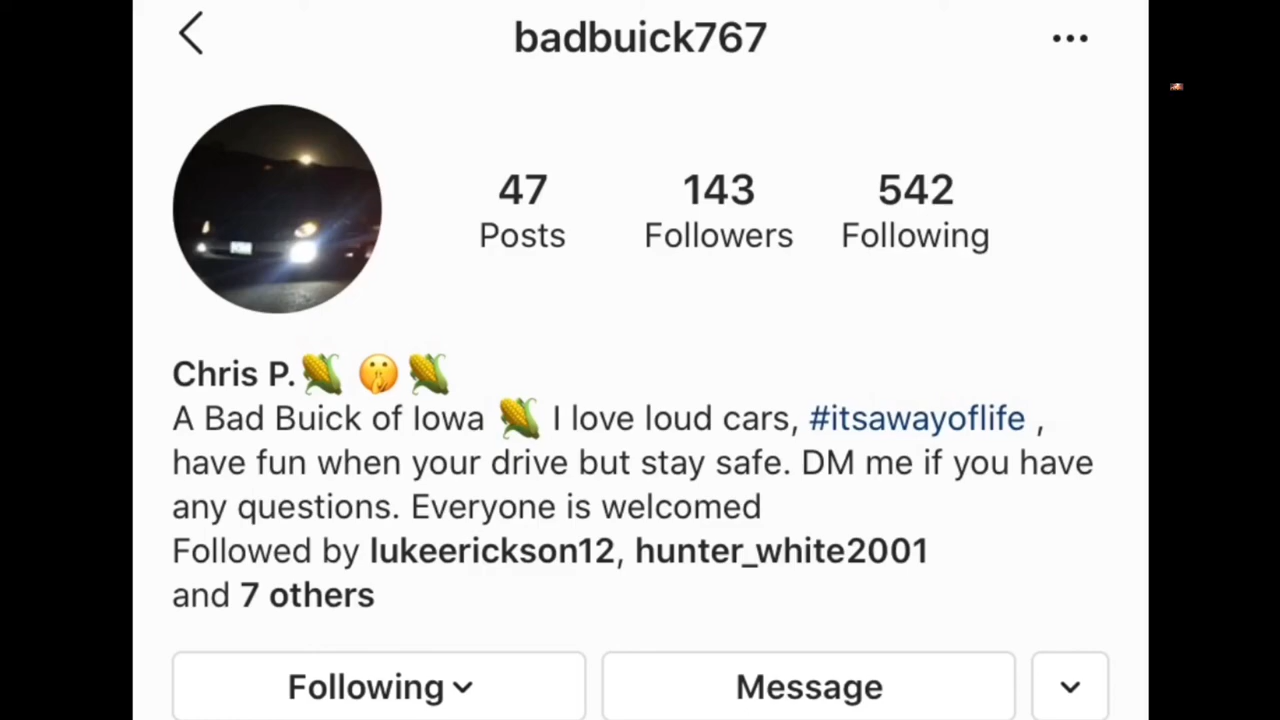 badbuick767
47 143 542
Posts Followers Following
Chris P.🌽 🤫 🌽
A Bad Buick of Iowa 🌽 I love loud cars, #itsawayoflife ,
have fun when your drive but stay safe. DM me if you have
any questions. Everyone is welcomed
Followed by lukeerickson12, hunter_white2001
and 7 others
Following Message